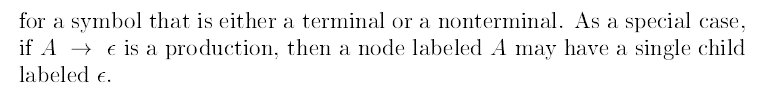 for a symbol that is either a terminal or a nonterminal. As a special case,
if A → ϵ is a production, then a node labeled A may have a single child
labeled ϵ.